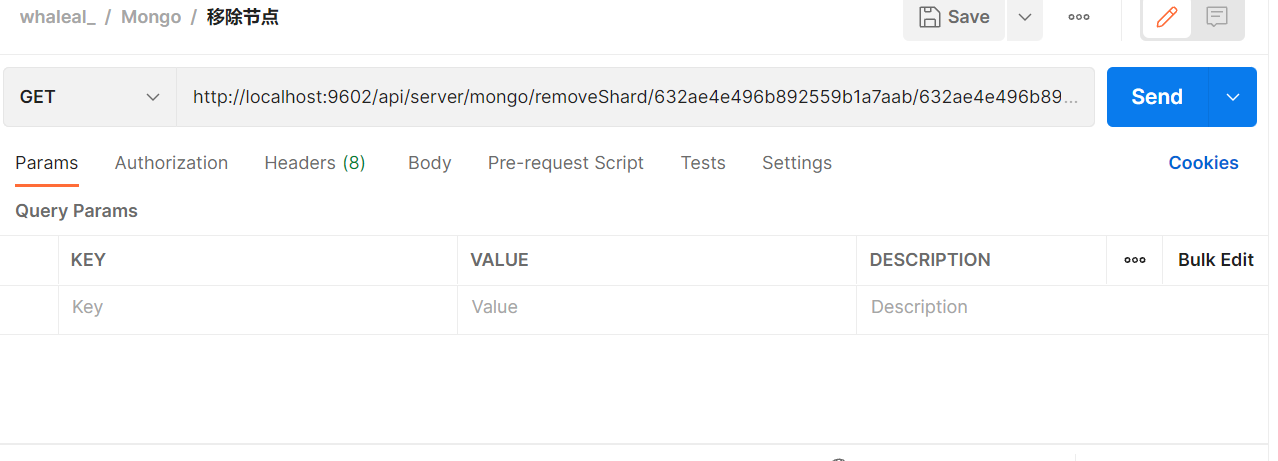 whaleal_ / Mongo / 移除节点
Save
GET
http://localhost:9602/api/server/mongo/removeShard/632ae4e496b892559b1a7aab/632ae4e496b89...
Send
Params Authorization Headers (8) Body Pre-request Script Tests Settings Cookies
Query Params
KEY VALUE DESCRIPTION ooo Bulk Edit
Key Value Description